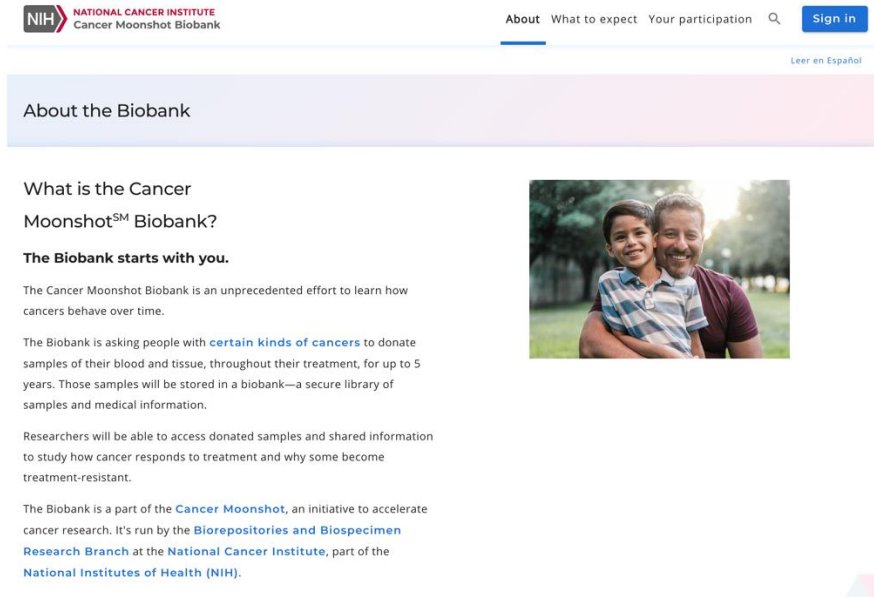 NIH
NATIONAL CANCER INSTITUTE
Cancer Moonshot Biobank
About What to expect Your participation
Sign in
Leer en Español
About the Biobank
What is the Cancer
Moonshot℠ Biobank?
The Biobank starts with you.
The Cancer Moonshot Biobank is an unprecedented effort to learn how
cancers behave over time.
The Biobank is asking people with certain kinds of cancers to donate
samples of their blood and tissue, throughout their treatment, for up to 5
years. Those samples will be stored in a biobank—a secure library of
samples and medical information.
Researchers will be able to access donated samples and shared information
to study how cancer responds to treatment and why some become
treatment-resistant.
The Biobank is a part of the Cancer Moonshot, an initiative to accelerate
cancer research. It's run by the Biorepositories and Biospecimen
Research Branch at the National Cancer Institute, part of the
National Institutes of Health (NIH).